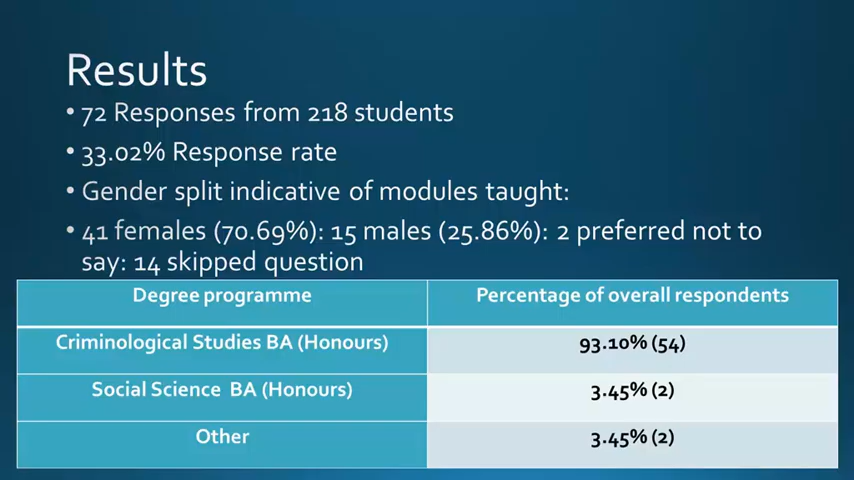 Results
• 72 Responses from 218 students
• 33.02% Response rate
• Gender split indicative of modules taught:
• 41 females (70.69%): 15 males (25.86%): 2 preferred not to
say: 14 skipped question
Degree programme Percentage of overall respondents
Criminological Studies BA (Honours) 93.10% (54)
Social Science BA (Honours) 3.45% (2)
Other 3.45% (2)